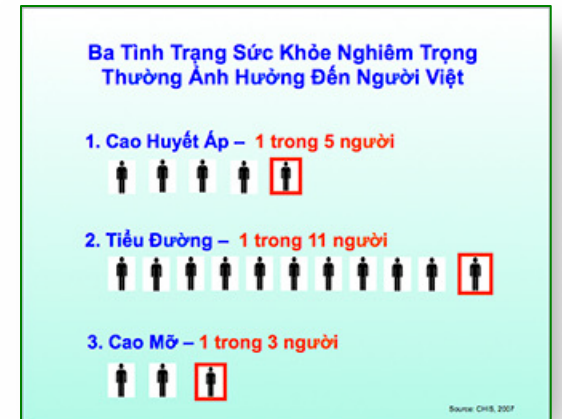 Ba Tình Trạng Sức Khỏe Nghiêm Trọng
Thường Ảnh Hưởng Đến Người Việt
1. Cao Huyết Áp – 1 trong 5 người
2. Tiểu Đường – 1 trong 11 người
3. Cao Mỡ – 1 trong 3 người
Source: CHIS, 2007